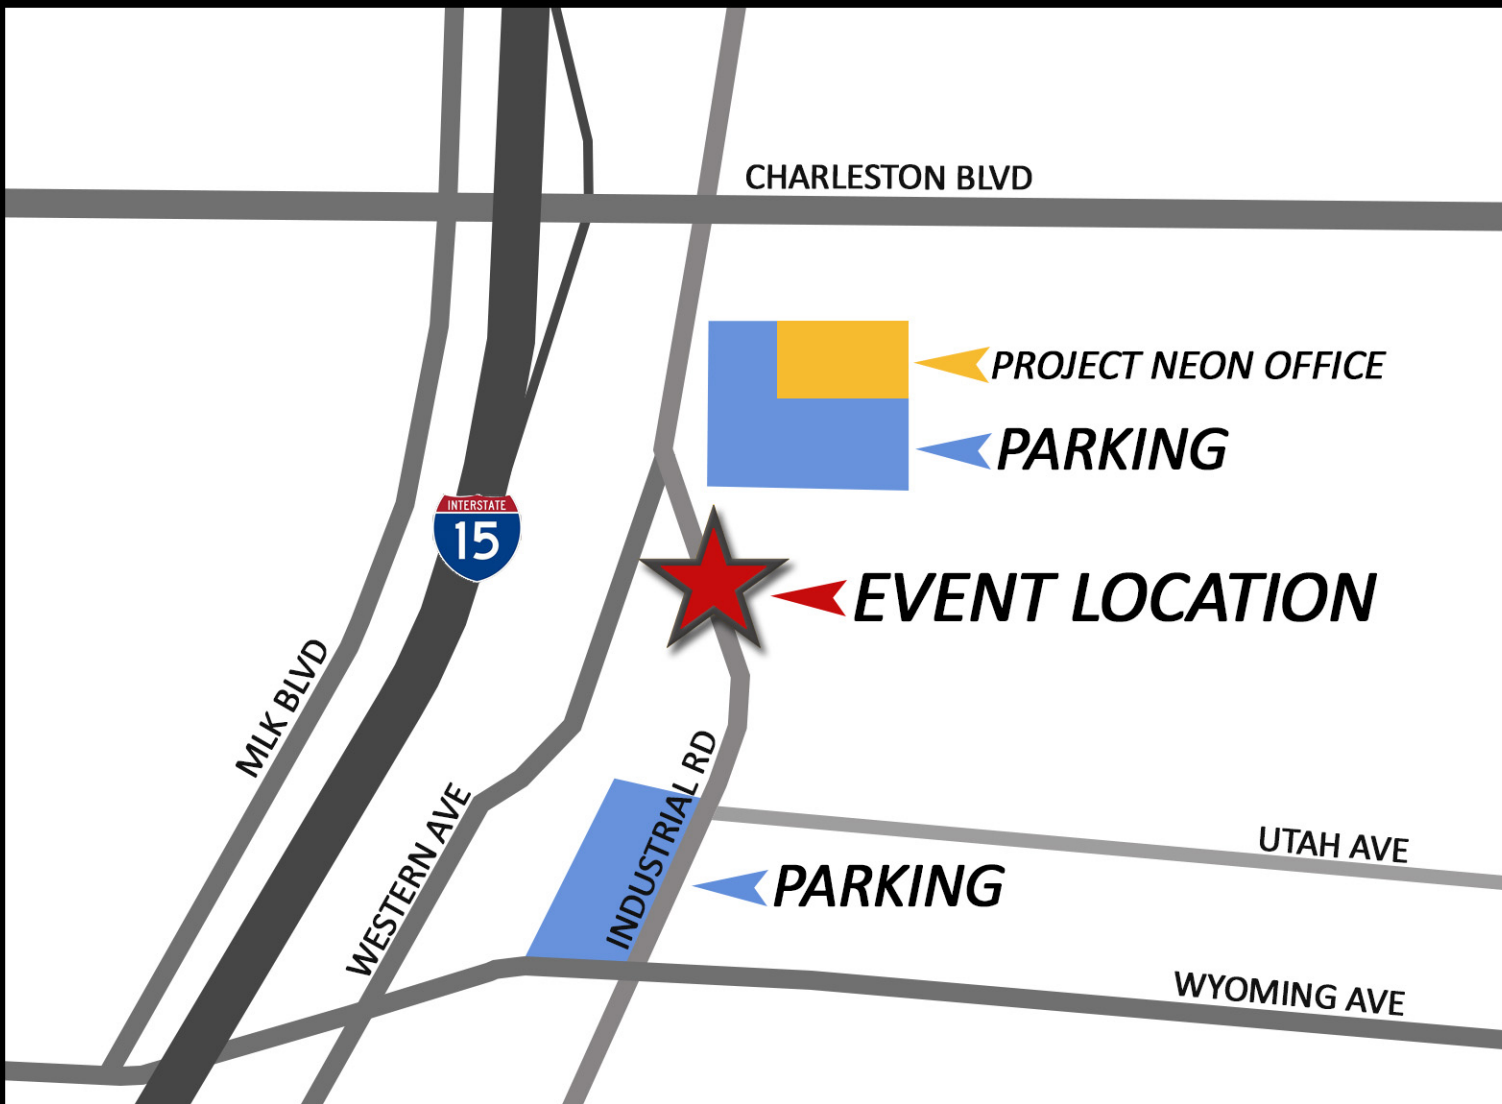 CHARLESTON BLVD
PROJECT NEON OFFICE
PARKING
INTERSTATE
15
EVENT LOCATION
MLK BLVD
INDUSTRIAL RD
WESTERN AVE
UTAH AVE
PARKING
WYOMING AVE